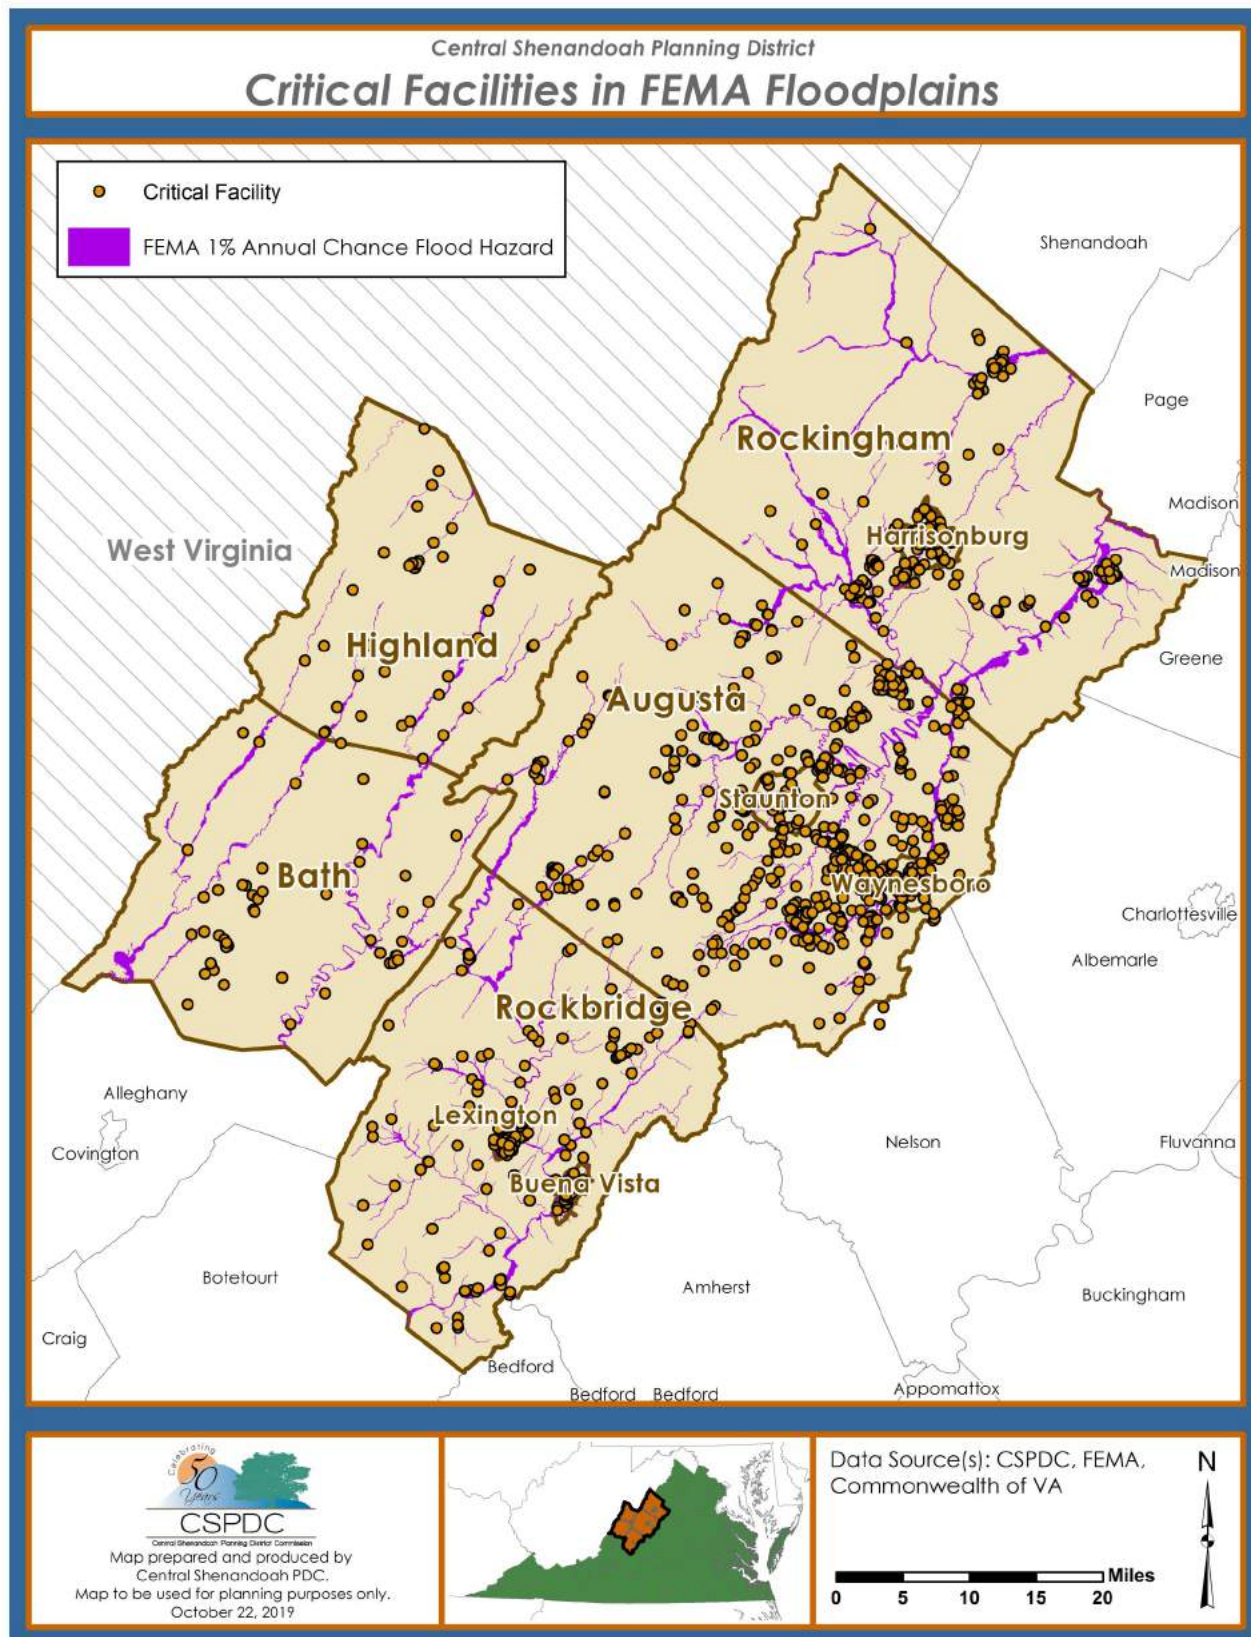 Central Shenandoah Planning District
Critical Facilities in FEMA Floodplains
Critical Facility
FEMA 1% Annual Chance Flood Hazard
Shenandoah
Page
Rockingham
Madison
Harrisonburg
West Virginia
Madison
Highland
Greene
Augusta
Staunton
Bath
Waynesboro
Charlottesville
Albemarle
Rockbridge
Alleghany
Lexington
Covington
Nelson
Fluvanna
Buena Vista
Botetourt
Amherst
Buckingham
Craig
Bedford
Bedford
Bedford
Appomattox
Celebrating
50
Years
CSPDC
Central Shenandoah Planning District Commission
Map prepared and produced by
Central Shenandoah PDC.
Map to be used for planning purposes only.
October 22, 2019
Data Source(s): CSPDC, FEMA,
Commonwealth of VA
N
Miles
0 5 10 15 20